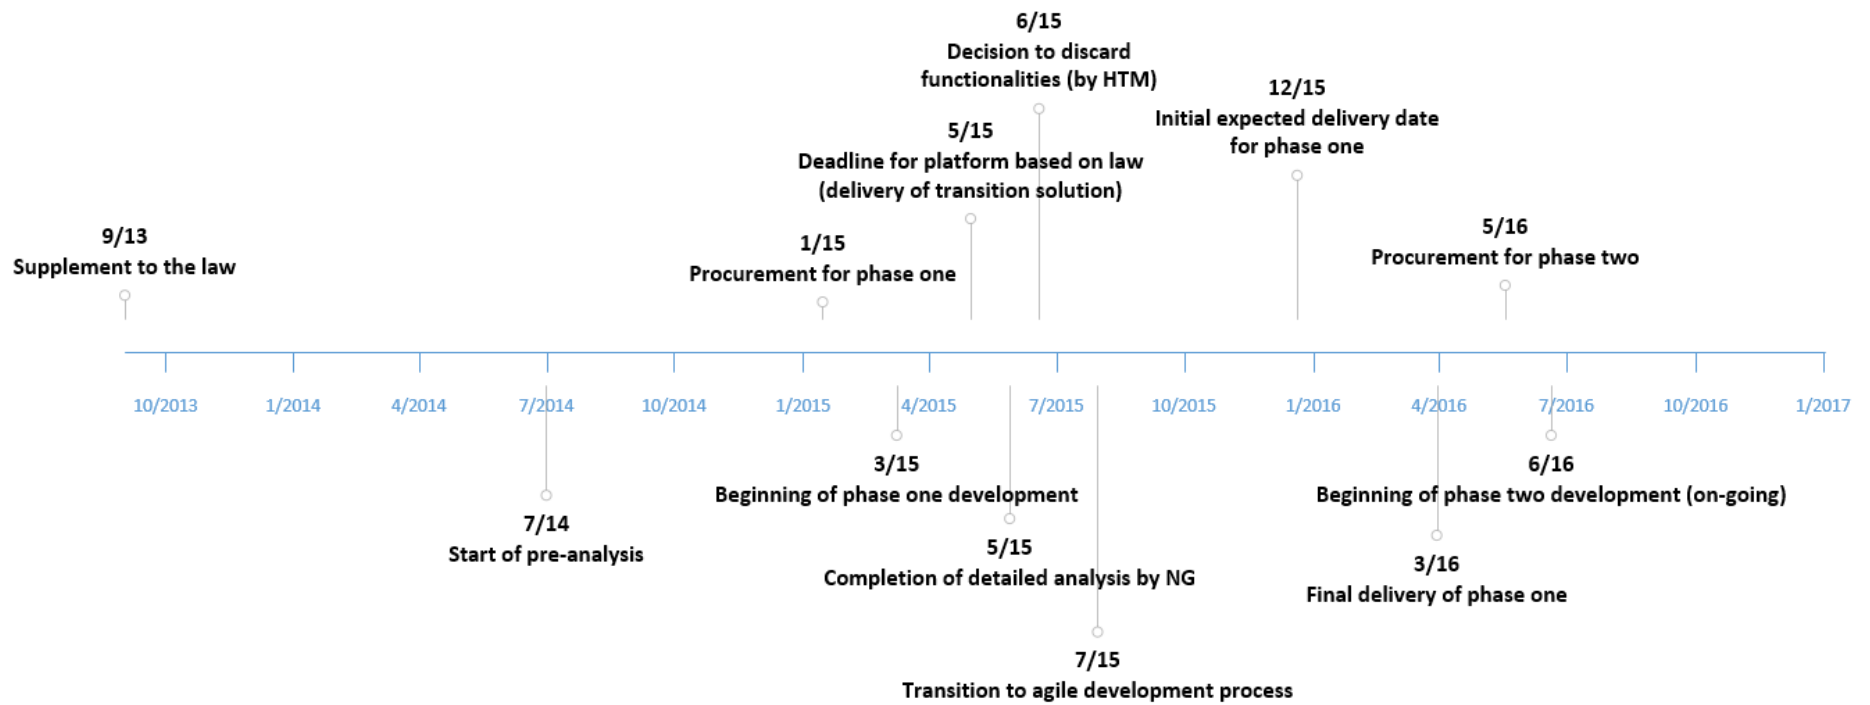 6/15
Decision to discard
functionalities (by HTM)
12/15
Initial expected delivery date
for phase one
5/15
Deadline for platform based on law
(delivery of transition solution)
5/16
Procurement for phase two
9/13
Supplement to the law
1/15
Procurement for phase one
10/2013 1/2014 4/2014 7/2014 10/2014 1/2015 4/2015 7/2015 10/2015 1/2016 4/2016 7/2016 10/2016 1/2017
3/15
Beginning of phase one development
6/16
Beginning of phase two development (on-going)
7/14
Start of pre-analysis
5/15
Completion of detailed analysis by NG
3/16
Final delivery of phase one
7/15
Transition to agile development process